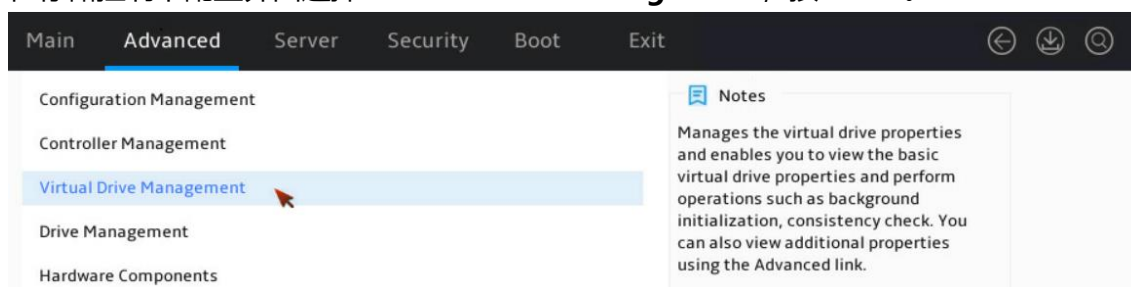 Main Advanced Server Security Boot Exit
Configuration Management
Notes
Controller Management
Manages the virtual drive properties
and enables you to view the basic
Virtual Drive Management
virtual drive properties and perform
operations such as background
initialization, consistency check. You
Drive Management
can also view additional properties
using the Advanced link.
Hardware Components